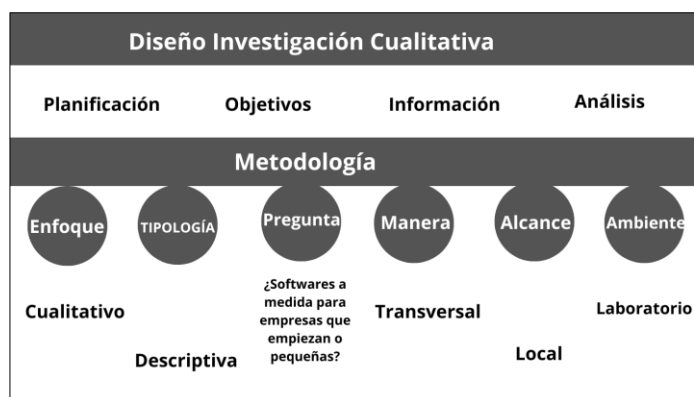 Diseño Investigación Cualitativa
Planificación Objetivos Información Análisis
Metodología
Enfoque TIPOLOGÍA Pregunta Manera Alcance Ambiente
Cualitativo
Descriptiva
¿Softwares a
medida para
empresas que
empiezan o
pequeñas?
Transversal
Local
Laboratorio